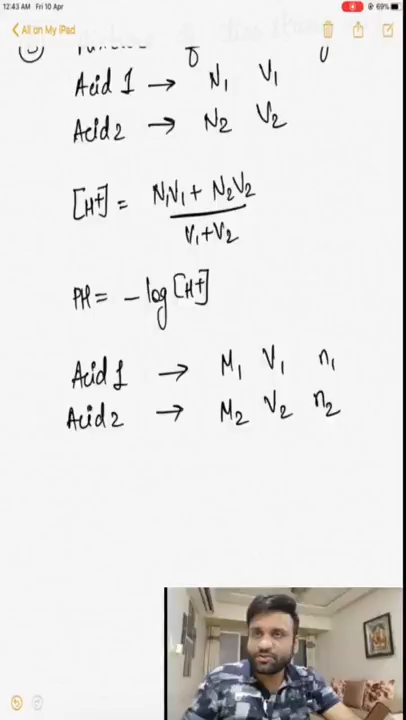 12:43 AM Fri 10 Apr 69%
All on My iPad
Acid 1 → N₁ V₁
Acid 2 → N₂ V₂
[H+] = N₁V₁ + N₂V₂
V₁+V₂
PH = - log [H+]
Acid 1 → M₁ V₁ n₁
Acid 2 → M₂ V₂ n₂